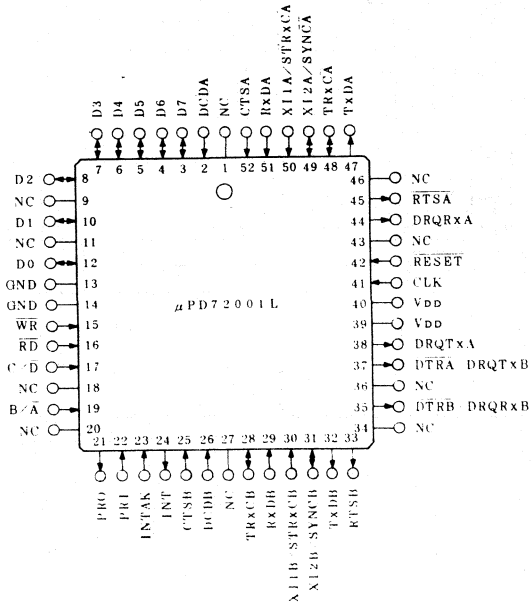 D3
D4
D5
D6
D7
DCDA
NC
CTSA
RxDA
XI1A/STRxCA
XI2A/SYNCA
TRxCA
TxDA
7 6 5 4 3 2 1 52 51 50 49 48 47
D2 8
NC 9
D1 10
NC 11
D0 12
GND 13
GND 14
WR 15
RD 16
C/D 17
NC 18
B/A 19
NC 20
μPD72001L
46 NC
45 RTSA
44 DRQRxA
43 NC
42 RESET
41 CLK
40 VDD
39 VDD
38 DRQTxA
37 DTRA DRQTxB
36 NC
35 DTRB DRQRxB
34 NC
21 22 23 24 25 26 27 28 29 30 31 32 33
PRO
PRI
INTAK
INT
CTSB
DCDB
NC
TRxCB
RxDB
XI1B/STRxCB
XI2B SYNCB
TxDB
RTSB